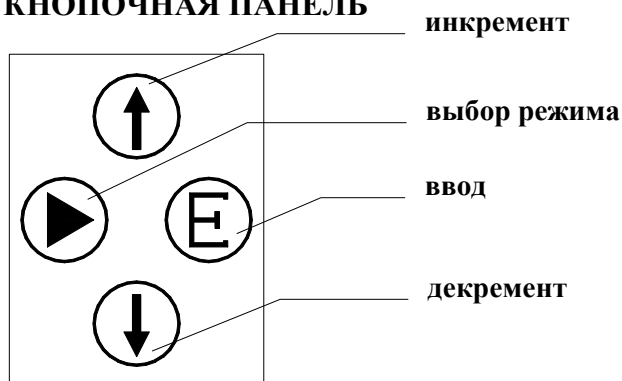 КНОПОЧНАЯ ПАНЕЛЬ
инкремент
выбор режима
E
ввод
декремент